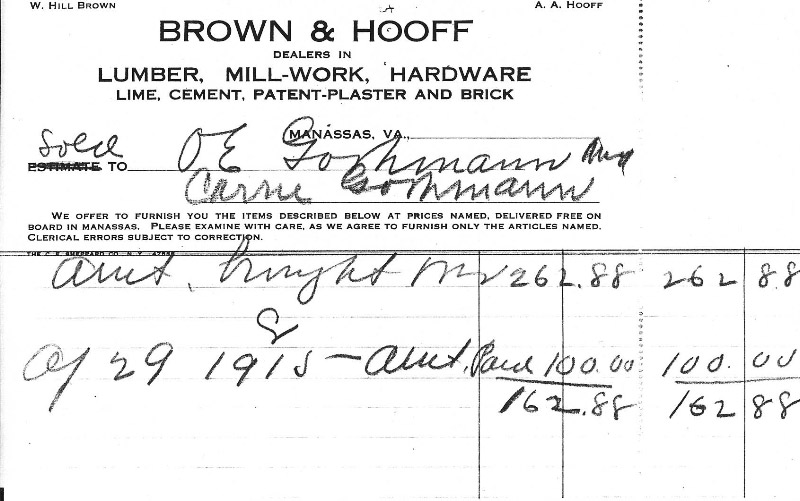 W. HILL BROWN A. A. HOOFF
BROWN & HOOFF
DEALERS IN
LUMBER, MILL-WORK, HARDWARE
LIME, CEMENT, PATENT-PLASTER AND BRICK
MANASSAS, VA.,
Sold
ESTIMATE TO O E Gothmann and
Carrie Gothmann
WE OFFER TO FURNISH YOU THE ITEMS DESCRIBED BELOW AT PRICES NAMED, DELIVERED FREE ON
BOARD IN MANASSAS. PLEASE EXAMINE WITH CARE, AS WE AGREE TO FURNISH ONLY THE ARTICLES NAMED.
CLERICAL ERRORS SUBJECT TO CORRECTION.
Amt. brought 262.88 262 88
Ap 29 1915 - Amt. Paid 100.00 100.00
162.88 162 88